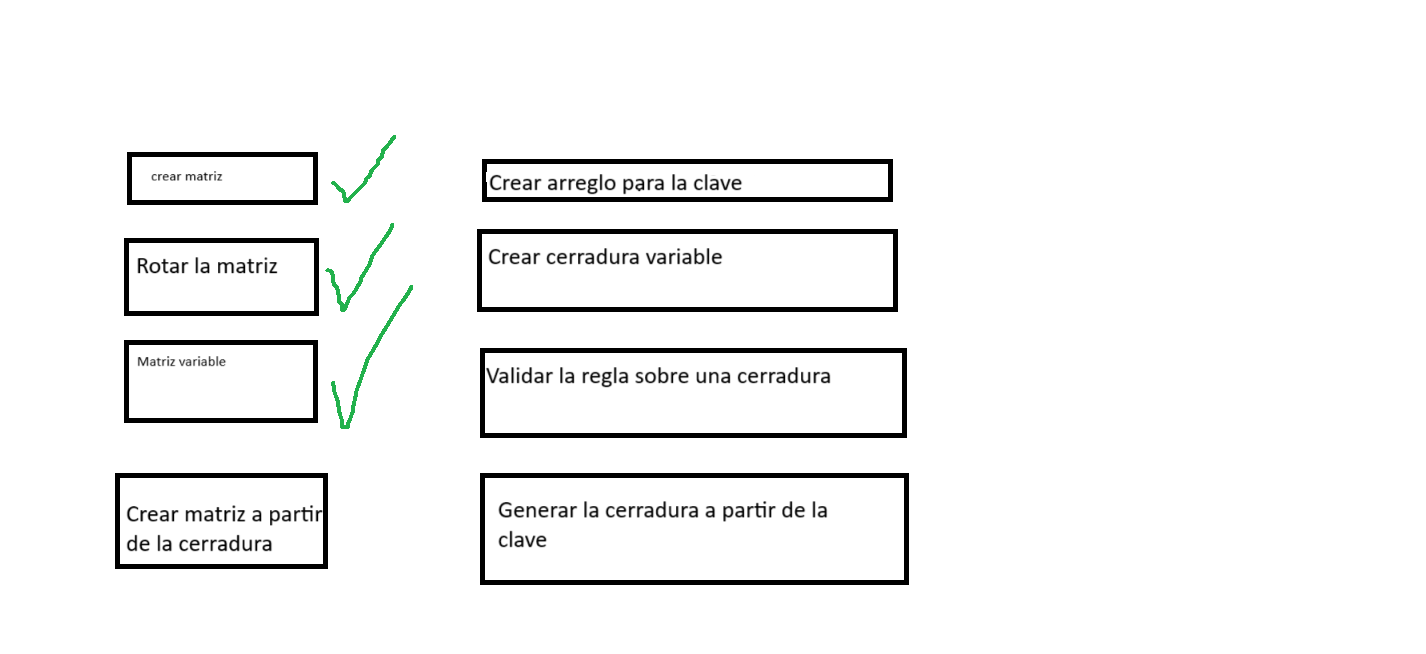 crear matriz
Rotar la matriz
Matriz variable
Crear matriz a partir
de la cerradura
Crear arreglo para la clave
Crear cerradura variable
Validar la regla sobre una cerradura
Generar la cerradura a partir de la
clave